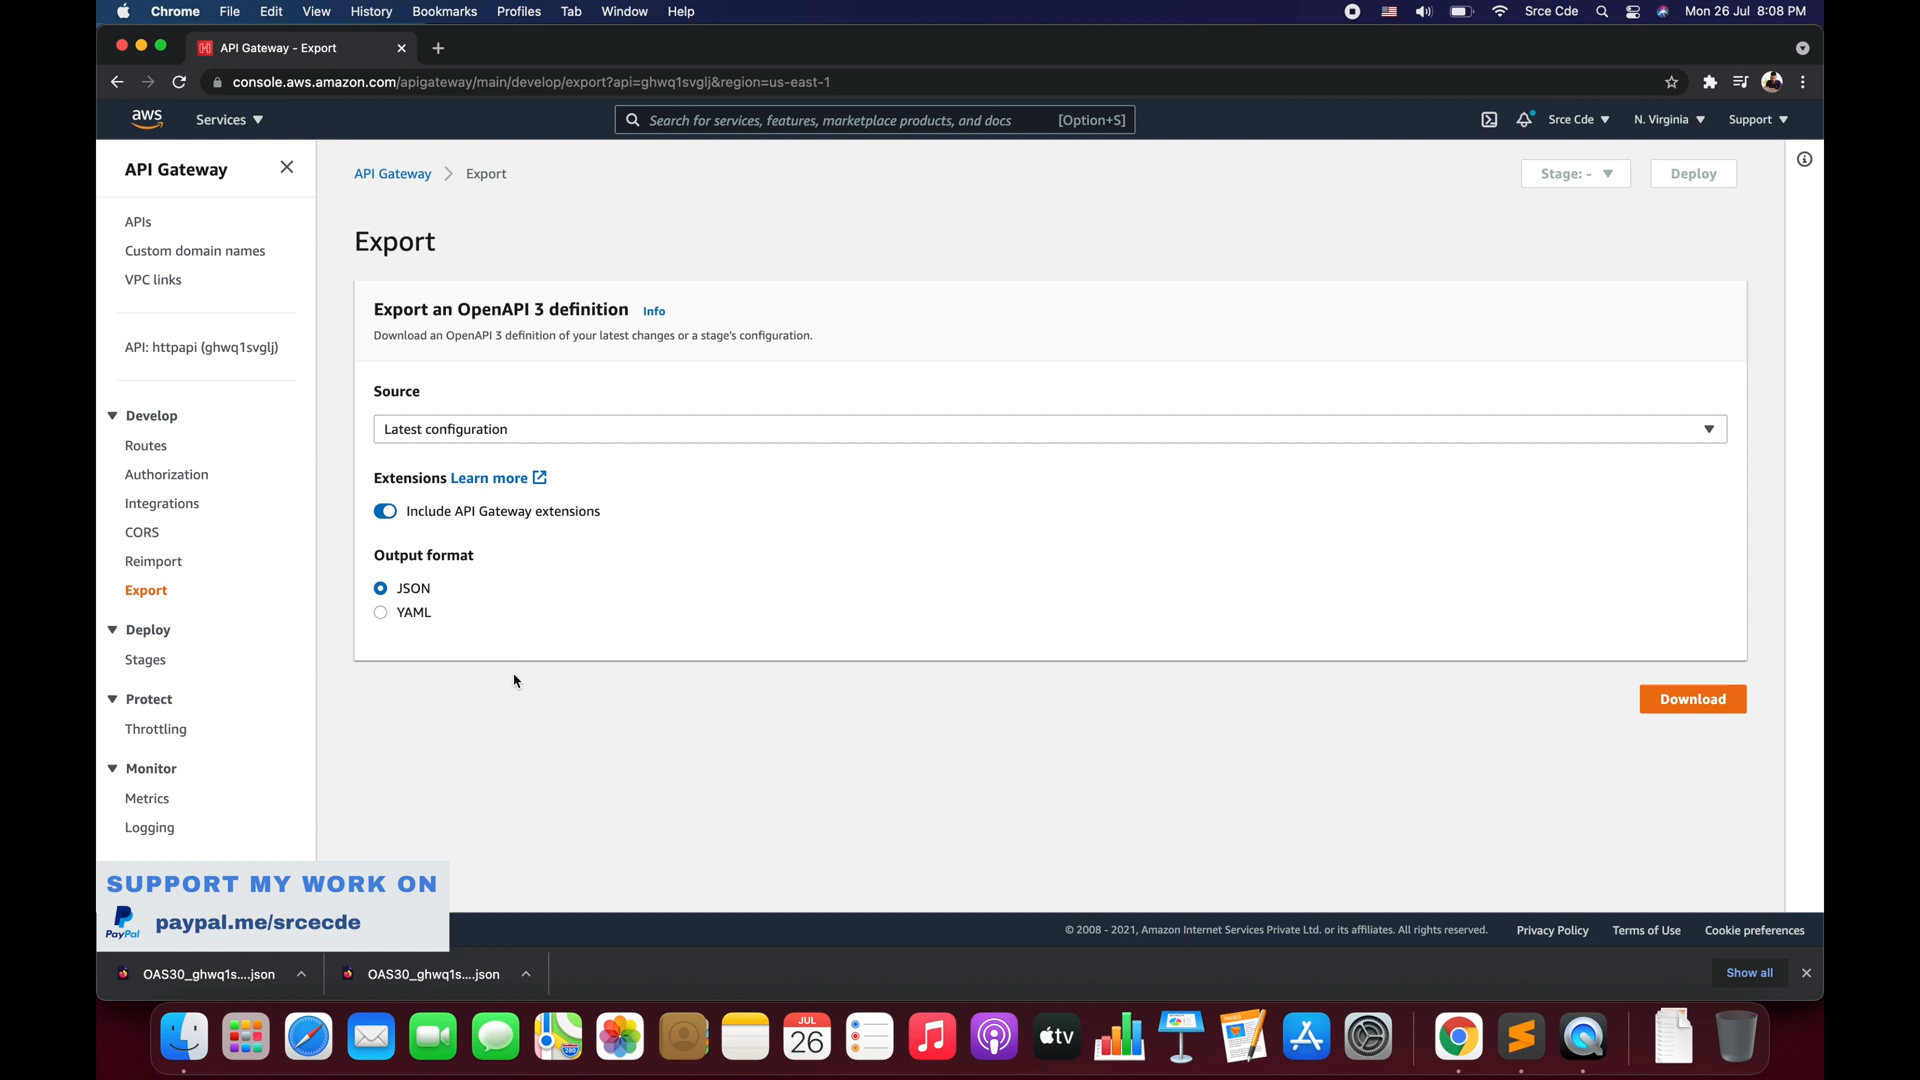 Chrome File Edit View History Bookmarks Profiles Tab Window Help
Srce Cde Mon 26 Jul 8:08 PM
API Gateway - Export
console.aws.amazon.com/apigateway/main/develop/export?api=ghwq1svglj&region=us-east-1
aws Services Search for services, features, marketplace products, and docs [Option+S] Srce Cde N. Virginia Support
API Gateway
APIs
Custom domain names
VPC links
API: httpapi (ghwq1svglj)
Develop
Routes
Authorization
Integrations
CORS
Reimport
Export
Deploy
Stages
Protect
Throttling
Monitor
Metrics
Logging
API Gateway Export
Stage: - Deploy
Export
Export an OpenAPI 3 definition Info
Download an OpenAPI 3 definition of your latest changes or a stage's configuration.
Source
Latest configuration
Extensions Learn more
Include API Gateway extensions
Output format
JSON
YAML
Download
SUPPORT MY WORK ON
PayPal paypal.me/srcecde
© 2008 - 2021, Amazon Internet Services Private Ltd. or its affiliates. All rights reserved. Privacy Policy Terms of Use Cookie preferences
OAS30_ghwq1s....json OAS30_ghwq1s....json Show all
JUL
26
tv